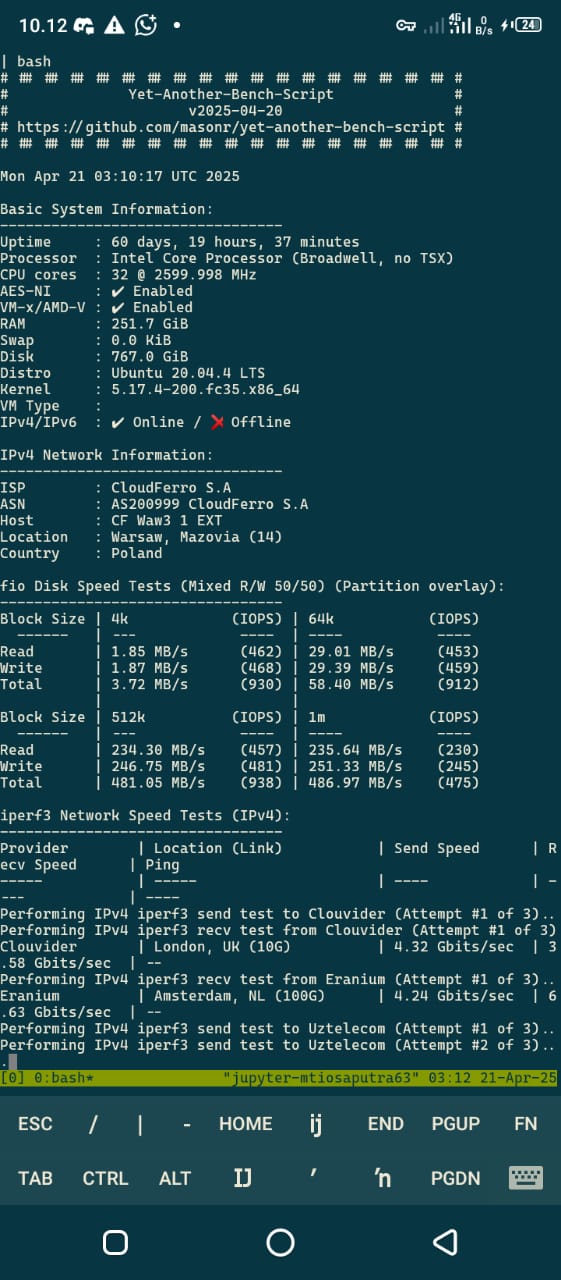 10.12
4G
0
B/s
24
| bash
# ## ## ## ## ## ## ## ## ## ## ## ## ## ## ## ## ## #
#              Yet-Another-Bench-Script              #
#                     v2025-04-20                    #
# https://github.com/masonr/yet-another-bench-script #
# ## ## ## ## ## ## ## ## ## ## ## ## ## ## ## ## ## #
Mon Apr 21 03:10:17 UTC 2025
Basic System Information:
---------------------------------
Uptime     : 60 days, 19 hours, 37 minutes
Processor  : Intel Core Processor (Broadwell, no TSX)
CPU cores  : 32 @ 2599.998 MHz
AES-NI     : ✔ Enabled
VM-x/AMD-V : ✔ Enabled
RAM        : 251.7 GiB
Swap       : 0.0 KiB
Disk       : 767.0 GiB
Distro     : Ubuntu 20.04.4 LTS
Kernel     : 5.17.4-200.fc35.x86_64
VM Type    :
IPv4/IPv6  : ✔ Online / ❌ Offline
IPv4 Network Information:
---------------------------------
ISP        : CloudFerro S.A
ASN        : AS200999 CloudFerro S.A
Host       : CF Waw3 1 EXT
Location   : Warsaw, Mazovia (14)
Country    : Poland
fio Disk Speed Tests (Mixed R/W 50/50) (Partition overlay):
---------------------------------
Block Size | 4k            (IOPS) | 64k           (IOPS)
  ------   | ---            ----  | ----           ----
Read       | 1.85 MB/s     (462) | 29.01 MB/s    (453)
Write      | 1.87 MB/s     (468) | 29.39 MB/s    (459)
Total      | 3.72 MB/s     (930) | 58.40 MB/s    (912)
           |                      |
Block Size | 512k          (IOPS) | 1m            (IOPS)
  ------   | ---            ----  | ----           ----
Read       | 234.30 MB/s   (457) | 235.64 MB/s   (230)
Write      | 246.75 MB/s   (481) | 251.33 MB/s   (245)
Total      | 481.05 MB/s   (938) | 486.97 MB/s   (475)
iperf3 Network Speed Tests (IPv4):
---------------------------------
Provider        | Location (Link)           | Send Speed      | R
ecv Speed      | Ping
-----           | -----                     | ----            | -
---            | ----
Performing IPv4 iperf3 send test to Clouvider (Attempt #1 of 3)..
Performing IPv4 iperf3 recv test from Clouvider (Attempt #1 of 3)
Clouvider       | London, UK (10G)          | 4.32 Gbits/sec  | 3
.58 Gbits/sec  | --
Performing IPv4 iperf3 recv test from Eranium (Attempt #1 of 3)..
Eranium         | Amsterdam, NL (100G)      | 4.24 Gbits/sec  | 6
.63 Gbits/sec  | --
Performing IPv4 iperf3 send test to Uztelecom (Attempt #1 of 3)..
Performing IPv4 iperf3 send test to Uztelecom (Attempt #2 of 3)..
.
[0] 0:bash*               "jupyter-mtiosaputra63" 03:12 21-Apr-25
ESC / | - HOME ij END PGUP FN
TAB CTRL ALT IJ ′ ŉ PGDN